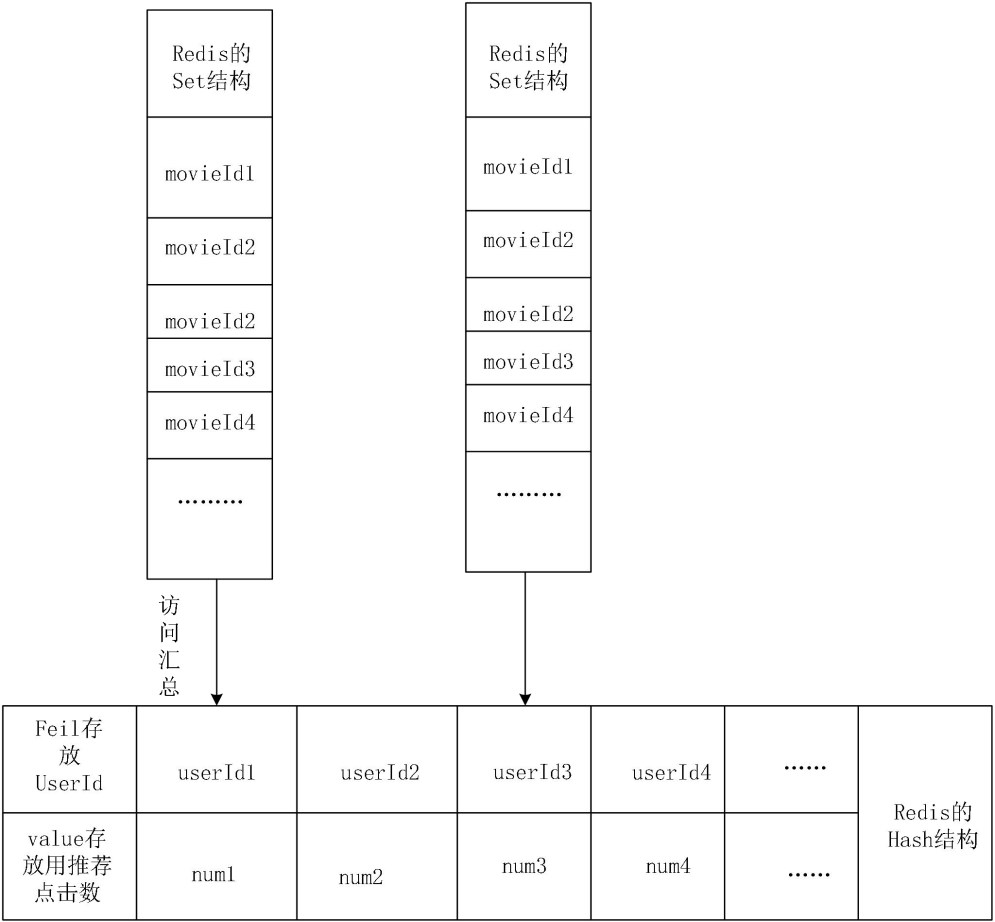 Redis的
Set结构
movieId1
movieId2
movieId2
movieId3
movieId4
………
Redis的
Set结构
movieId1
movieId2
movieId2
movieId3
movieId4
………
访
问
汇
总
Feil存
放
UserId
userId1
userId2
userId3
userId4
……
value存
放用推荐
点击数
num1
num2
num3
num4
……
Redis的
Hash结构